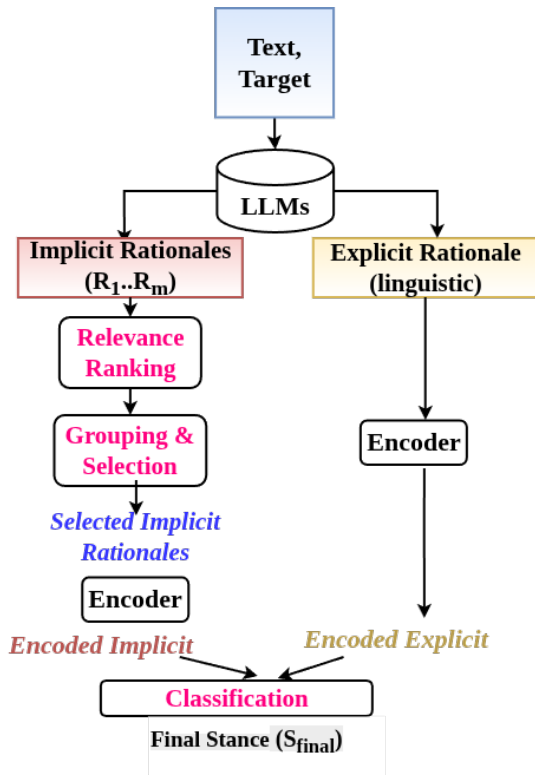 Text,
Target
LLMs
Implicit Rationales
(R1..Rm)
Explicit Rationale
(linguistic)
Relevance
Ranking
Grouping &
Selection
Encoder
Selected Implicit
Rationales
Encoder
Encoded Implicit
Encoded Explicit
Classification
Final Stance (Sfinal)